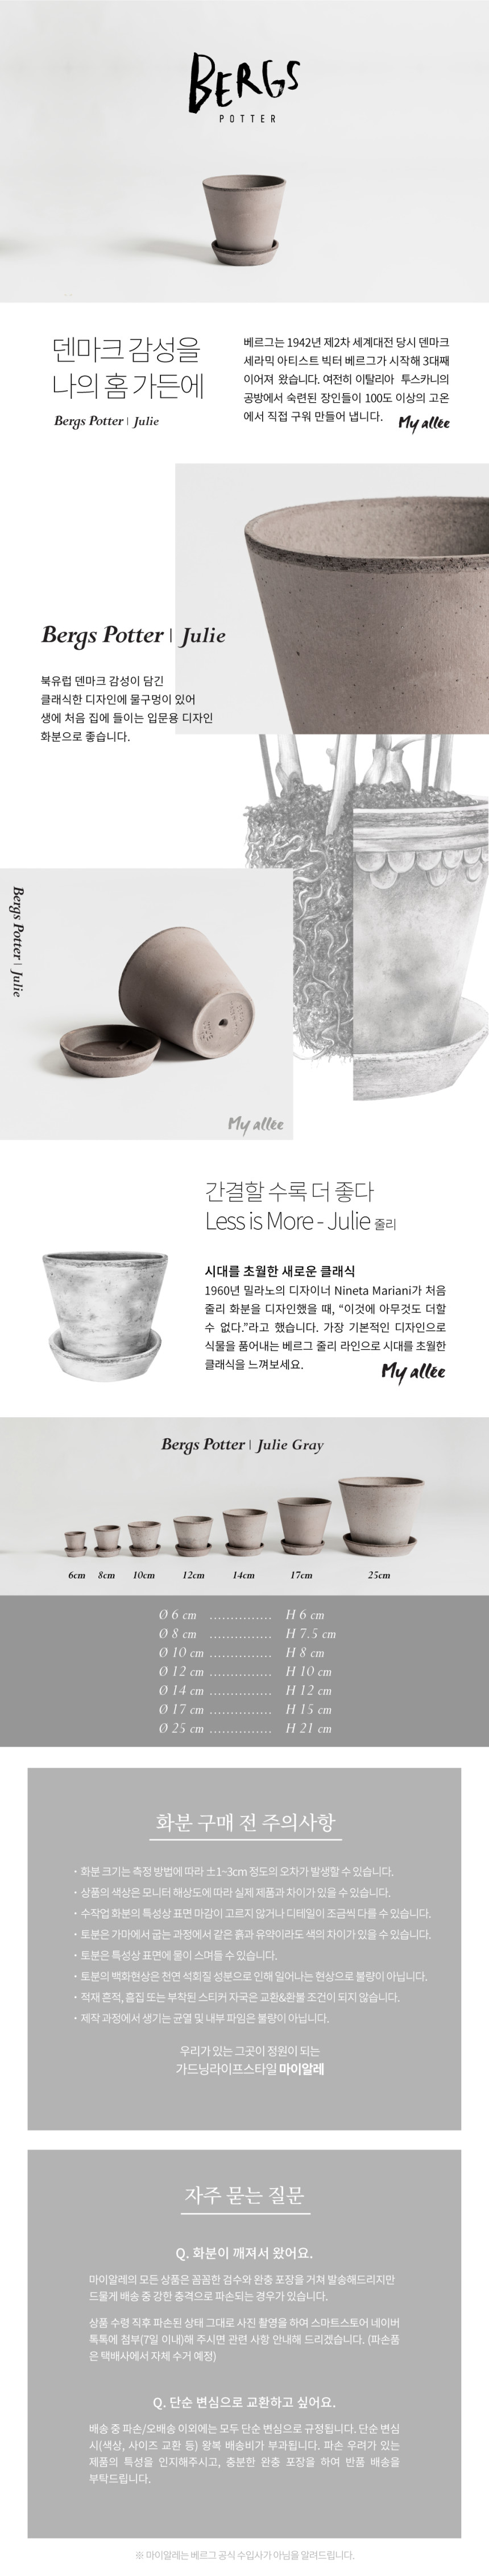 BERGS
POTTER
덴마크 감성을
나의 홈 가든에
Bergs Potter | Julie
베르그는 1942년 제2차 세계대전 당시 덴마크
세라믹 아티스트 빅터 베르그가 시작해 3대째
이어져 왔습니다. 여전히 이탈리아 투스카니의
공방에서 숙련된 장인들이 100도 이상의 고온
에서 직접 구워 만들어 냅니다.
My allée
Bergs Potter | Julie
북유럽 덴마크 감성이 담긴
클래식한 디자인에 물구멍이 있어
생에 처음 집에 들이는 입문용 디자인
화분으로 좋습니다.
Bergs Potter | Julie
My allée
간결할 수록 더 좋다
Less is More - Julie 줄리
시대를 초월한 새로운 클래식
1960년 밀라노의 디자이너 Nineta Mariani가 처음
줄리 화분을 디자인했을 때, “이것에 아무것도 더할
수 없다.”라고 했습니다. 가장 기본적인 디자인으로
식물을 품어내는 베르그 줄리 라인으로 시대를 초월한
클래식을 느껴보세요.
My allée
Bergs Potter | Julie Gray
6cm 8cm 10cm 12cm 14cm 17cm 25cm
Ø 6 cm ............... H 6 cm
Ø 8 cm ............... H 7.5 cm
Ø 10 cm ............... H 8 cm
Ø 12 cm ............... H 10 cm
Ø 14 cm ............... H 12 cm
Ø 17 cm ............... H 15 cm
Ø 25 cm ............... H 21 cm
화분 구매 전 주의사항
· 화분 크기는 측정 방법에 따라 ±1~3cm 정도의 오차가 발생할 수 있습니다.
· 상품의 색상은 모니터 해상도에 따라 실제 제품과 차이가 있을 수 있습니다.
· 수작업 화분의 특성상 표면 마감이 고르지 않거나 디테일이 조금씩 다를 수 있습니다.
· 토분은 가마에서 굽는 과정에서 같은 흙과 유약이라도 색의 차이가 있을 수 있습니다.
· 토분은 특성상 표면에 물이 스며들 수 있습니다.
· 토분의 백화현상은 천연 석회질 성분으로 인해 일어나는 현상으로 불량이 아닙니다.
· 적재 흔적, 흠집 또는 부착된 스티커 자국은 교환&환불 조건이 되지 않습니다.
· 제작 과정에서 생기는 균열 및 내부 파임은 불량이 아닙니다.
우리가 있는 그곳이 정원이 되는
가드닝라이프스타일 마이알레
자주 묻는 질문
Q. 화분이 깨져서 왔어요.
마이알레의 모든 상품은 꼼꼼한 검수와 완충 포장을 거쳐 발송해드리지만
드물게 배송 중 강한 충격으로 파손되는 경우가 있습니다.
상품 수령 직후 파손된 상태 그대로 사진 촬영을 하여 스마트스토어 네이버
톡톡에 첨부(7일 이내)해 주시면 관련 사항 안내해 드리겠습니다. (파손품
은 택배사에서 자체 수거 예정)
Q. 단순 변심으로 교환하고 싶어요.
배송 중 파손/오배송 이외에는 모두 단순 변심으로 규정됩니다. 단순 변심
시(색상, 사이즈 교환 등) 왕복 배송비가 부과됩니다. 파손 우려가 있는
제품의 특성을 인지해주시고, 충분한 완충 포장을 하여 반품 배송을
부탁드립니다.
※ 마이알레는 베르그 공식 수입사가 아님을 알려드립니다.